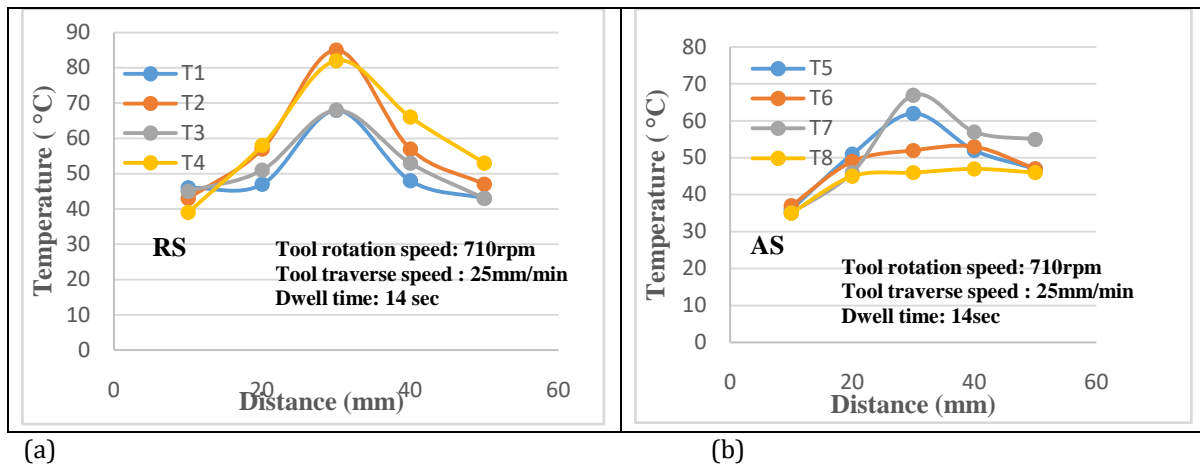 90
80
70
60
50
40
30
20
10
0
Temperature ( °C)
T1
T2
T3
T4
RS
Tool rotation speed: 710rpm
Tool traverse speed : 25mm/min
Dwell time: 14 sec
0 20 40 60
Distance (mm)
(a)
80
70
60
50
40
30
20
10
0
Temperature ( °C)
T5
T6
T7
T8
AS
Tool rotation speed: 710rpm
Tool traverse speed : 25mm/min
Dwell time: 14sec
0 20 40 60
Distance (mm)
(b)